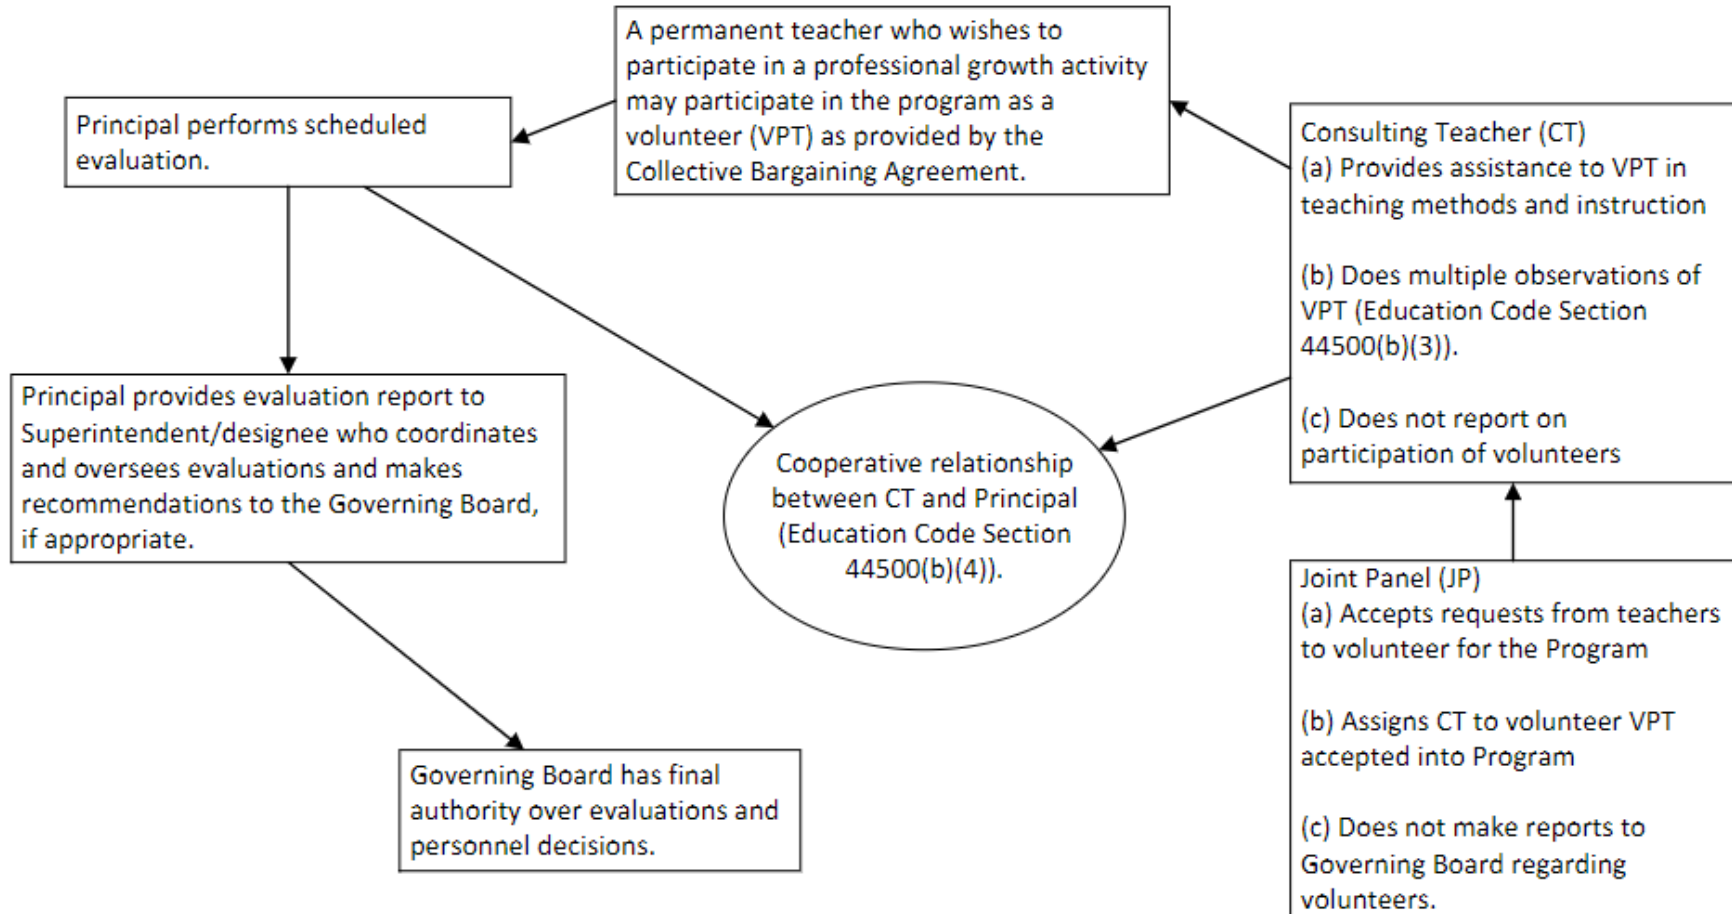 A permanent teacher who wishes to
participate in a professional growth activity
may participate in the program as a
volunteer (VPT) as provided by the
Collective Bargaining Agreement.
Principal performs scheduled
evaluation.
Consulting Teacher (CT)
(a) Provides assistance to VPT in
teaching methods and instruction
(b) Does multiple observations of
VPT (Education Code Section
44500(b)(3)).
(c) Does not report on
participation of volunteers
Principal provides evaluation report to
Superintendent/designee who coordinates
and oversees evaluations and makes
recommendations to the Governing Board,
if appropriate.
Cooperative relationship
between CT and Principal
(Education Code Section
44500(b)(4)).
Joint Panel (JP)
(a) Accepts requests from teachers
to volunteer for the Program
(b) Assigns CT to volunteer VPT
accepted into Program
(c) Does not make reports to
Governing Board regarding
volunteers.
Governing Board has final
authority over evaluations and
personnel decisions.